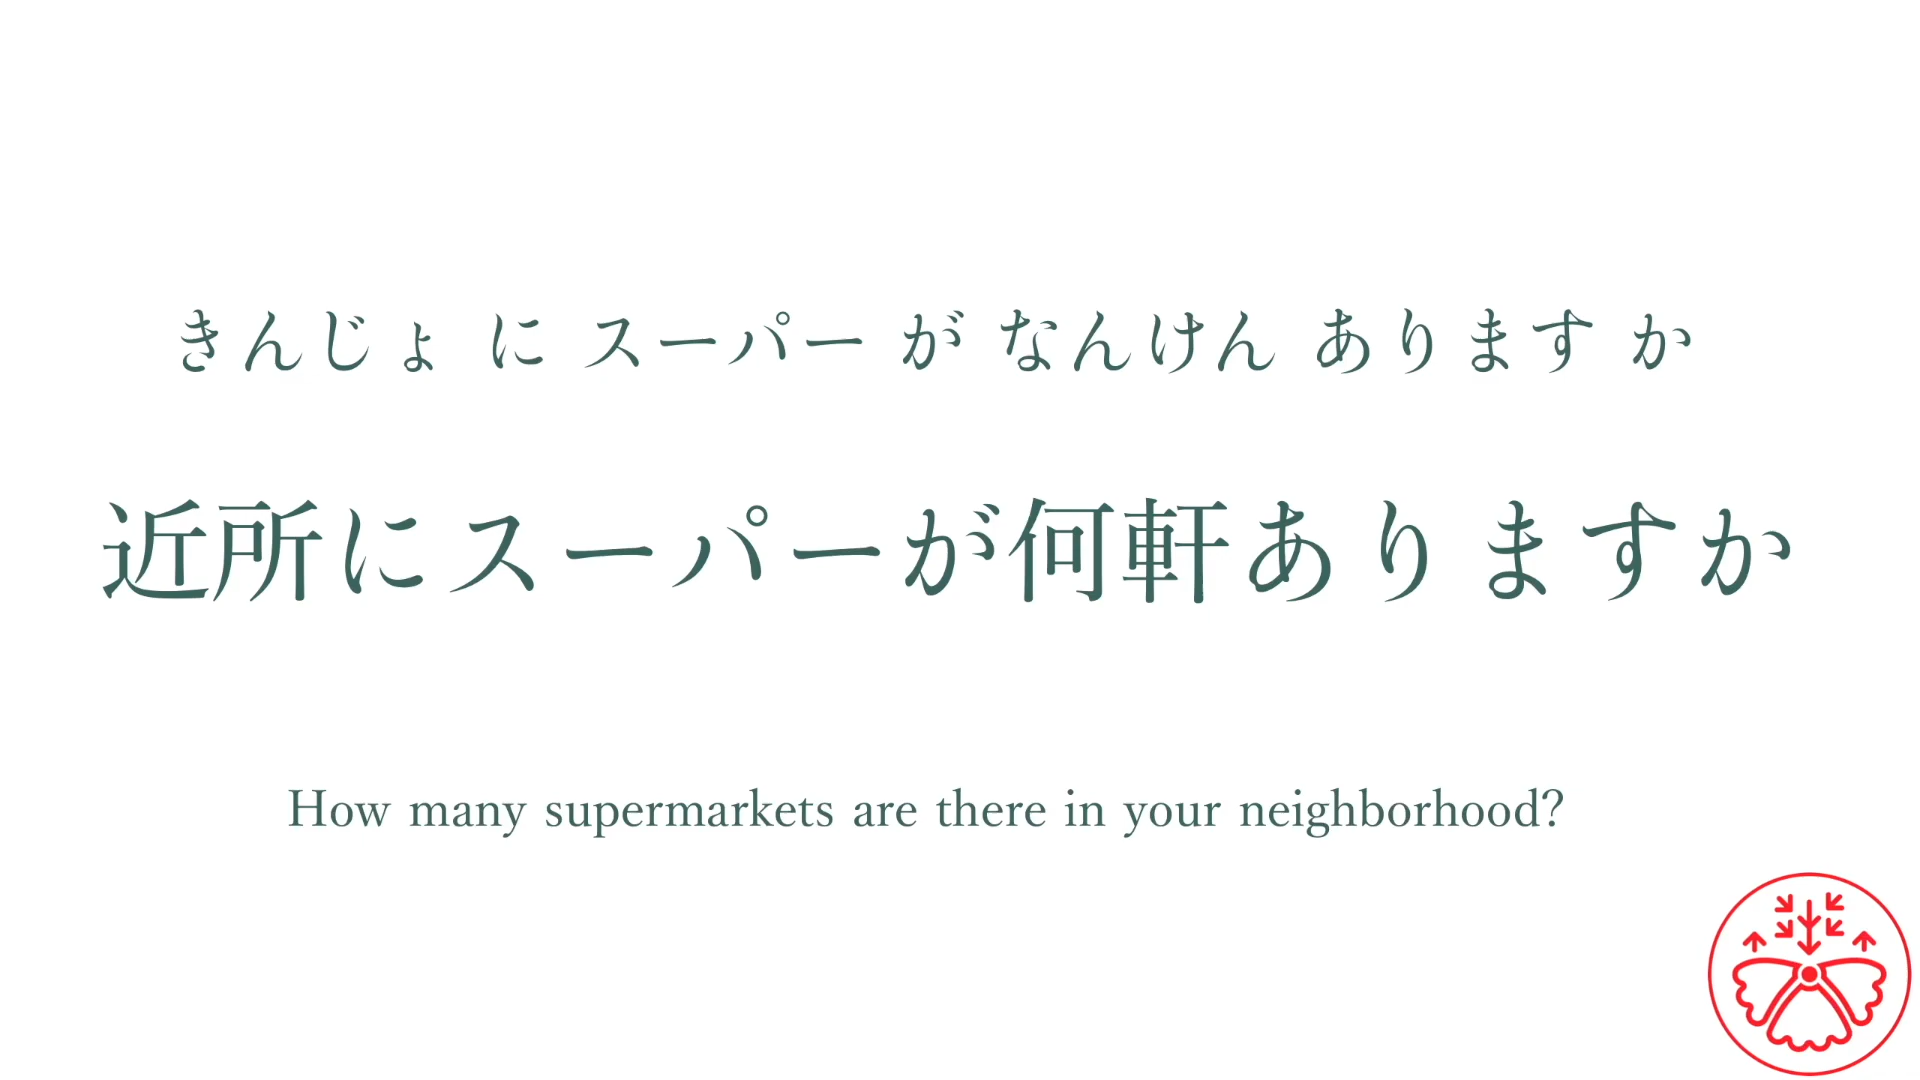 きんじょ に スーパー が なんけん あります か
近所にスーパーが何軒ありますか
How many supermarkets are there in your neighborhood?